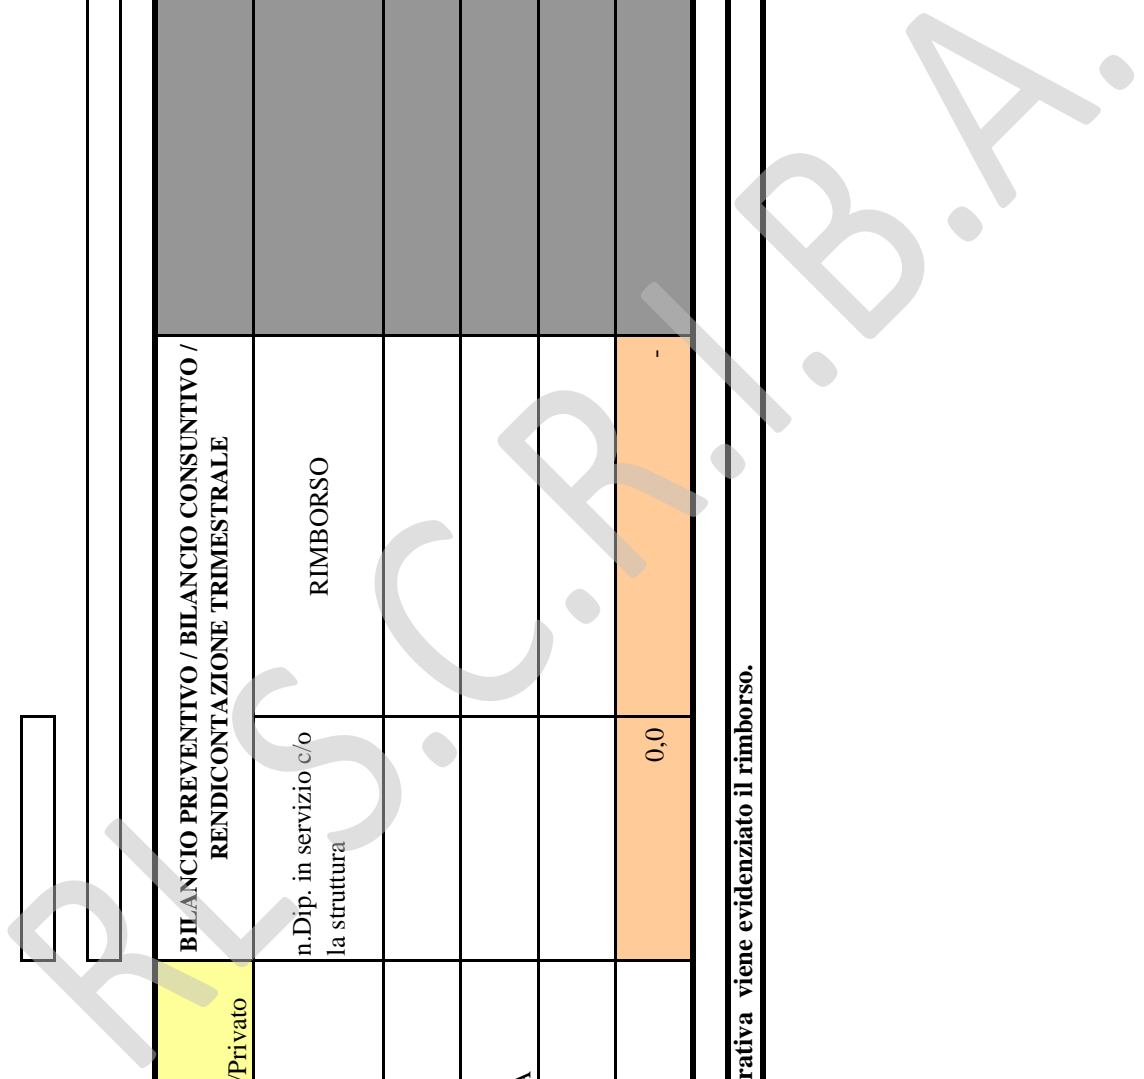 BILANCIO PREVENTIVO / BILANCIO CONSUNTIVO /
RENDICONTAZIONE TRIMESTRALE
/Privato
n.Dip. in servizio c/o
la struttura
RIMBORSO
A
0,0
-
rativa viene evidenziato il rimborso.
RL S.C.R.I.B.A.